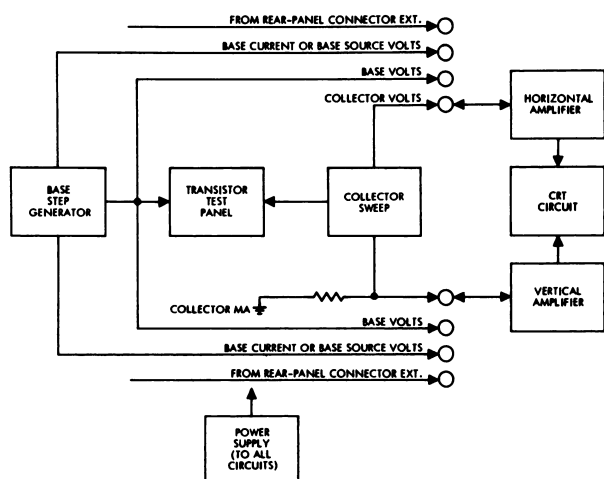 FROM REAR-PANEL CONNECTOR EXT.
BASE CURRENT OR BASE SOURCE VOLTS
BASE VOLTS
COLLECTOR VOLTS
HORIZONTAL
AMPLIFIER
BASE
STEP
GENERATOR
TRANSISTOR
TEST
PANEL
COLLECTOR
SWEEP
CRT
CIRCUIT
COLLECTOR MA
VERTICAL
AMPLIFIER
BASE VOLTS
BASE CURRENT OR BASE SOURCE VOLTS
FROM REAR-PANEL CONNECTOR EXT.
POWER
SUPPLY
(TO ALL
CIRCUITS)